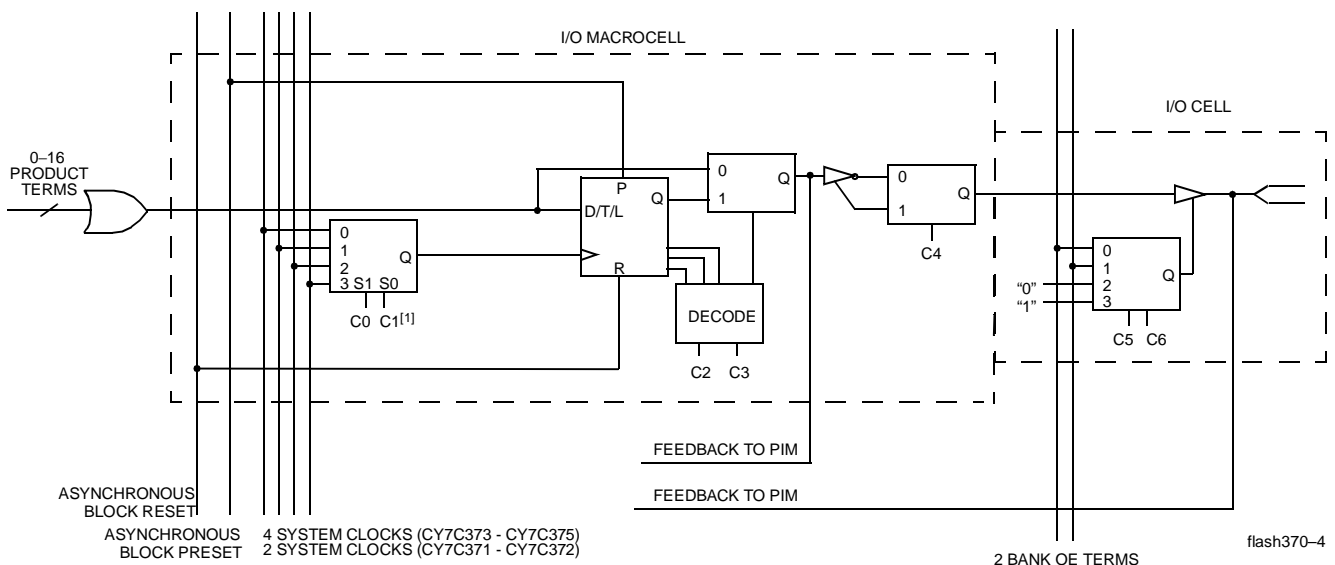 I/O MACROCELL
I/O CELL
0–16
PRODUCT
TERMS
P
D/T/L
Q
R
0
1
Q
0
1
Q
C4
0
1
2
3 S1 S0
Q
C0 C1[1]
DECODE
C2 C3
0
1
2
3
Q
"0"
"1"
C5 C6
FEEDBACK TO PIM
FEEDBACK TO PIM
ASYNCHRONOUS
BLOCK RESET
ASYNCHRONOUS
BLOCK PRESET
4 SYSTEM CLOCKS (CY7C373 - CY7C375)
2 SYSTEM CLOCKS (CY7C371 - CY7C372)
2 BANK OE TERMS
flash370–4